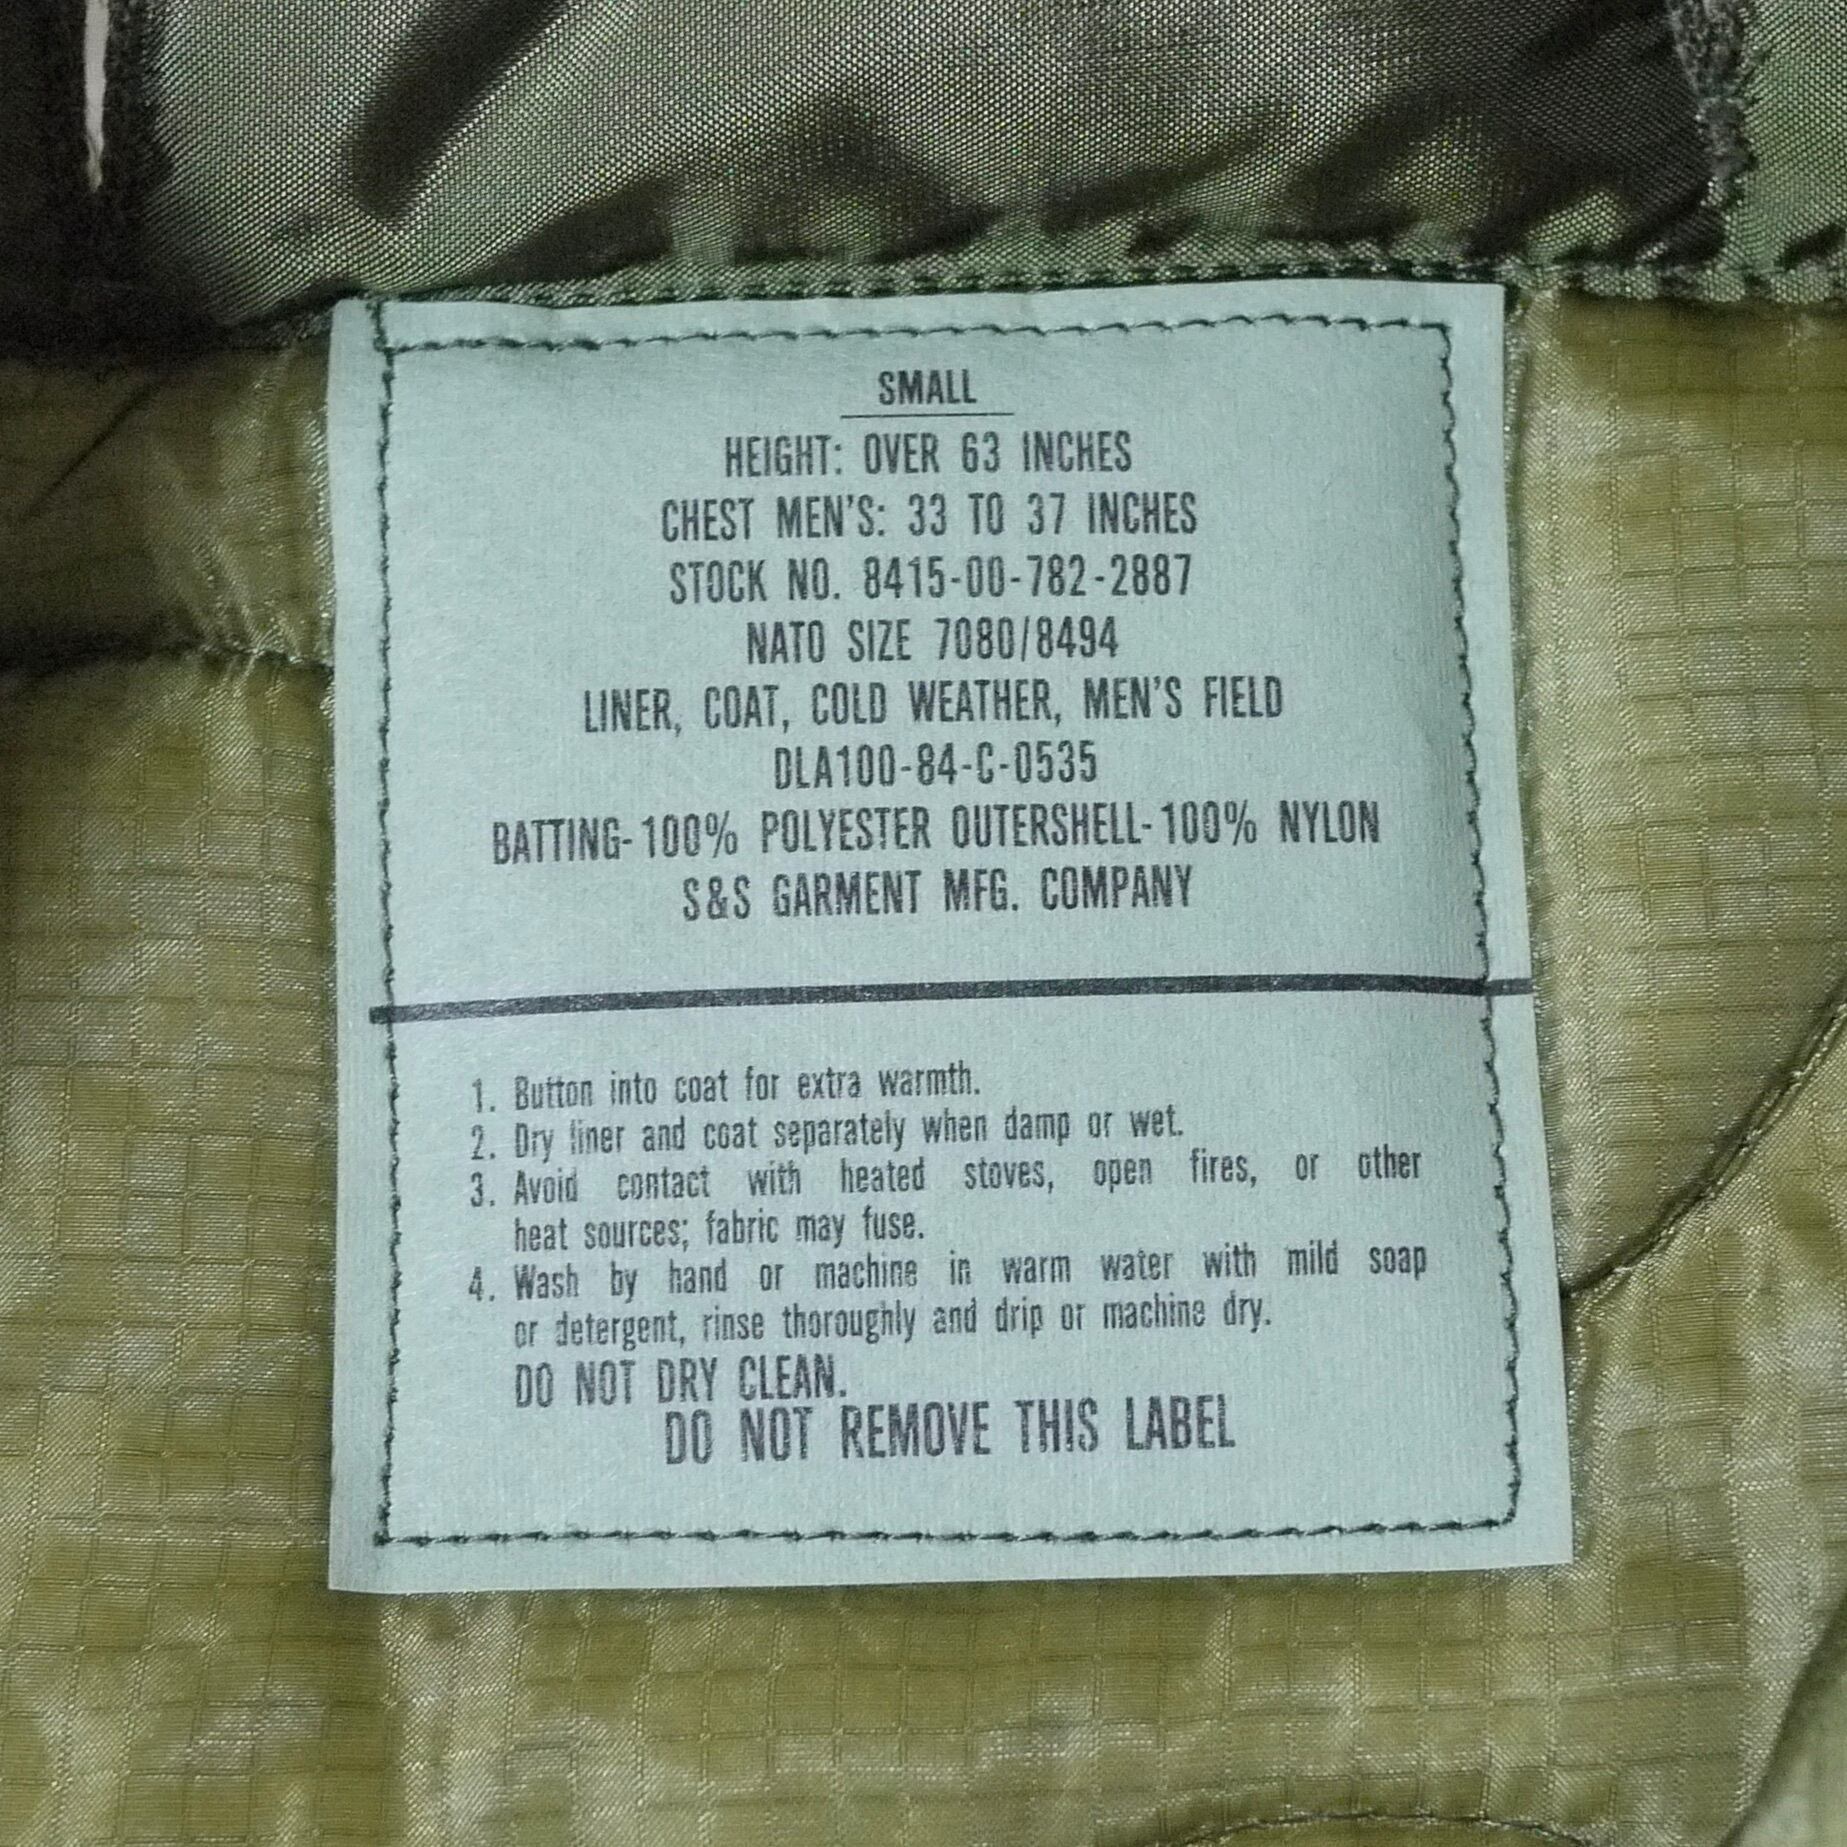 SMALL
HEIGHT: OVER 63 INCHES
CHEST MEN'S: 33 TO 37 INCHES
STOCK NO. 8415-00-782-2887
NATO SIZE 7080/8494
LINER, COAT, COLD WEATHER, MEN'S FIELD
DLA100-84-C-0535
BATTING-100% POLYESTER OUTERSHELL-100% NYLON
S&S GARMENT MFG. COMPANY
1. Button into coat for extra warmth.
2. Dry liner and coat separately when damp or wet.
3. Avoid contact with heated stoves, open fires, or other
heat sources; fabric may fuse.
4. Wash by hand or machine in warm water with mild soap
or detergent, rinse thoroughly and drip or machine dry.
DO NOT DRY CLEAN.
DO NOT REMOVE THIS LABEL